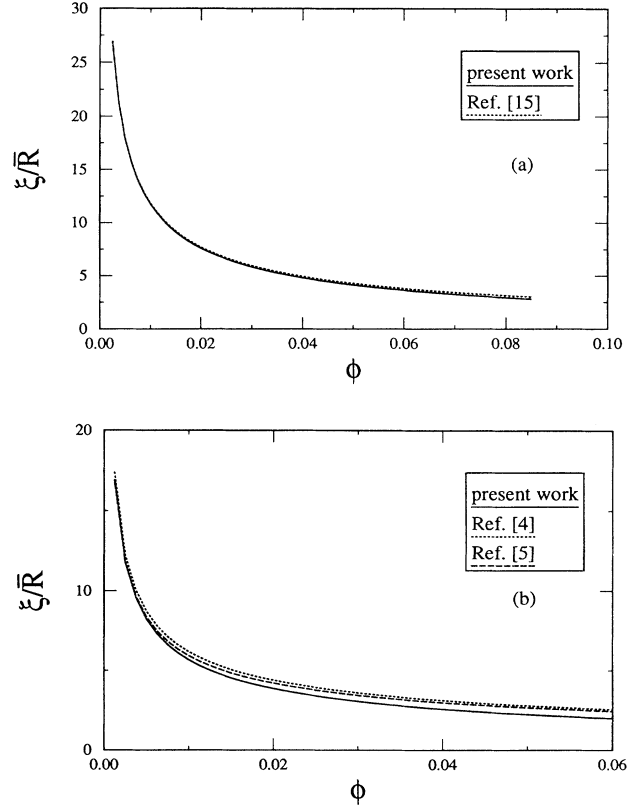 30
25
20
15
10
5
0
ξ/R̅
present work
Ref. [15]
(a)
0.00 0.02 0.04 0.06 0.08 0.10
ϕ
20
10
0
ξ/R̅
present work
Ref. [4]
Ref. [5]
(b)
0.00 0.02 0.04 0.06
ϕ